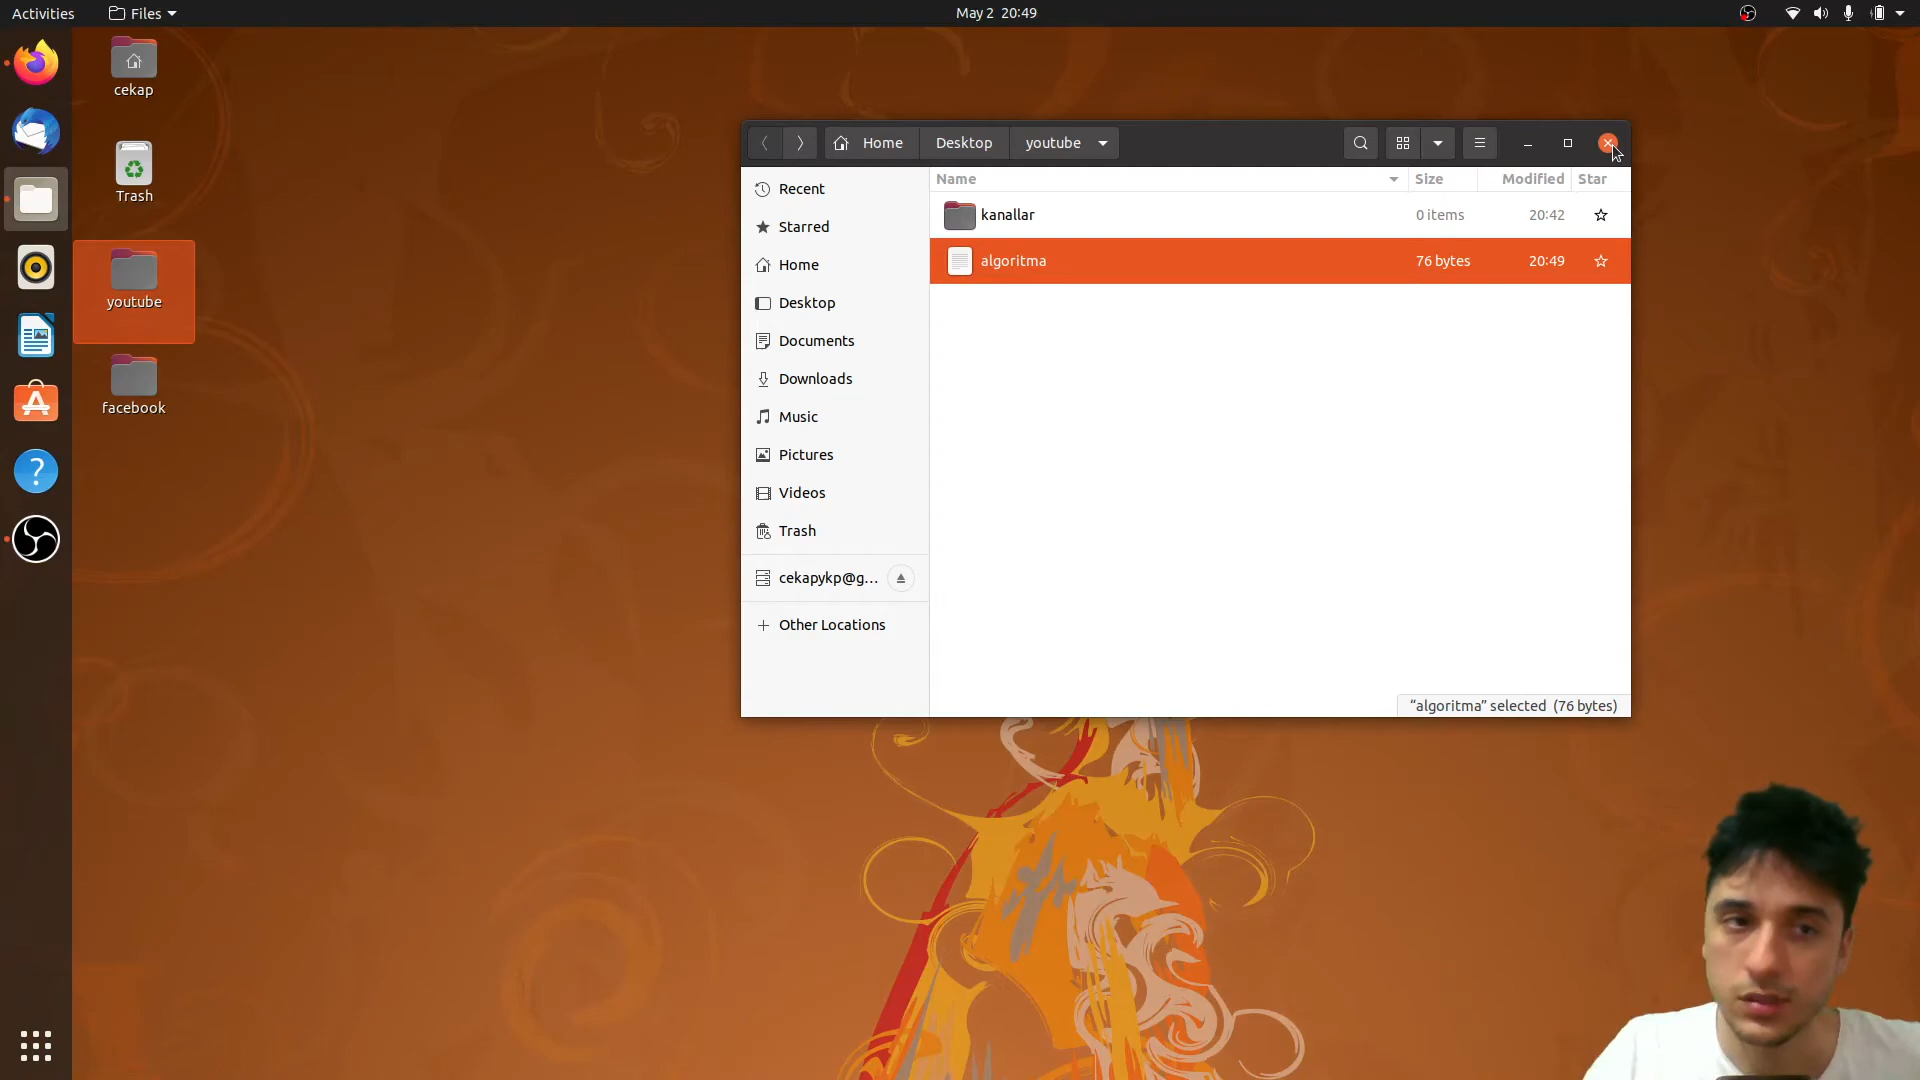 Activities
Files
May 2 20:49
cekap
Trash
youtube
facebook
Home
Desktop
youtube
Name
Size
Modified
Star
Recent
Starred
Home
Desktop
Documents
Downloads
Music
Pictures
Videos
Trash
cekapykp@g...
Other Locations
kanallar
0 items
20:42
algoritma
76 bytes
20:49
“algoritma” selected (76 bytes)